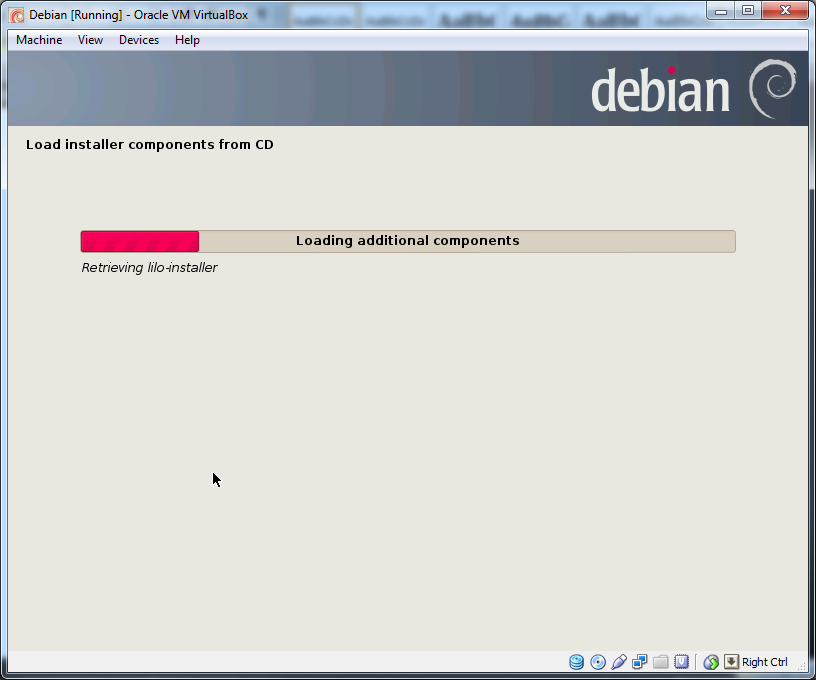 Debian [Running] - Oracle VM VirtualBox
Machine View Devices Help
debian
Load installer components from CD
Loading additional components
Retrieving lilo-installer
Right Ctrl